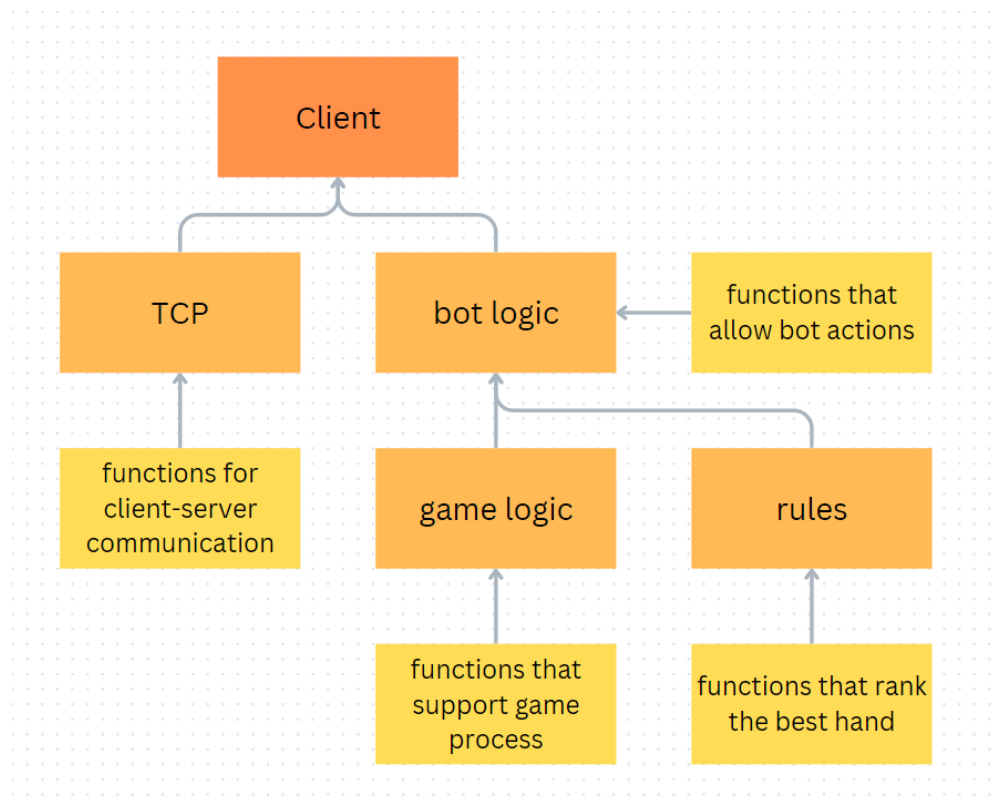 Client
TCP
bot logic
functions that
allow bot actions
functions for
client-server
communication
game logic
rules
functions that
support game
process
functions that rank
the best hand